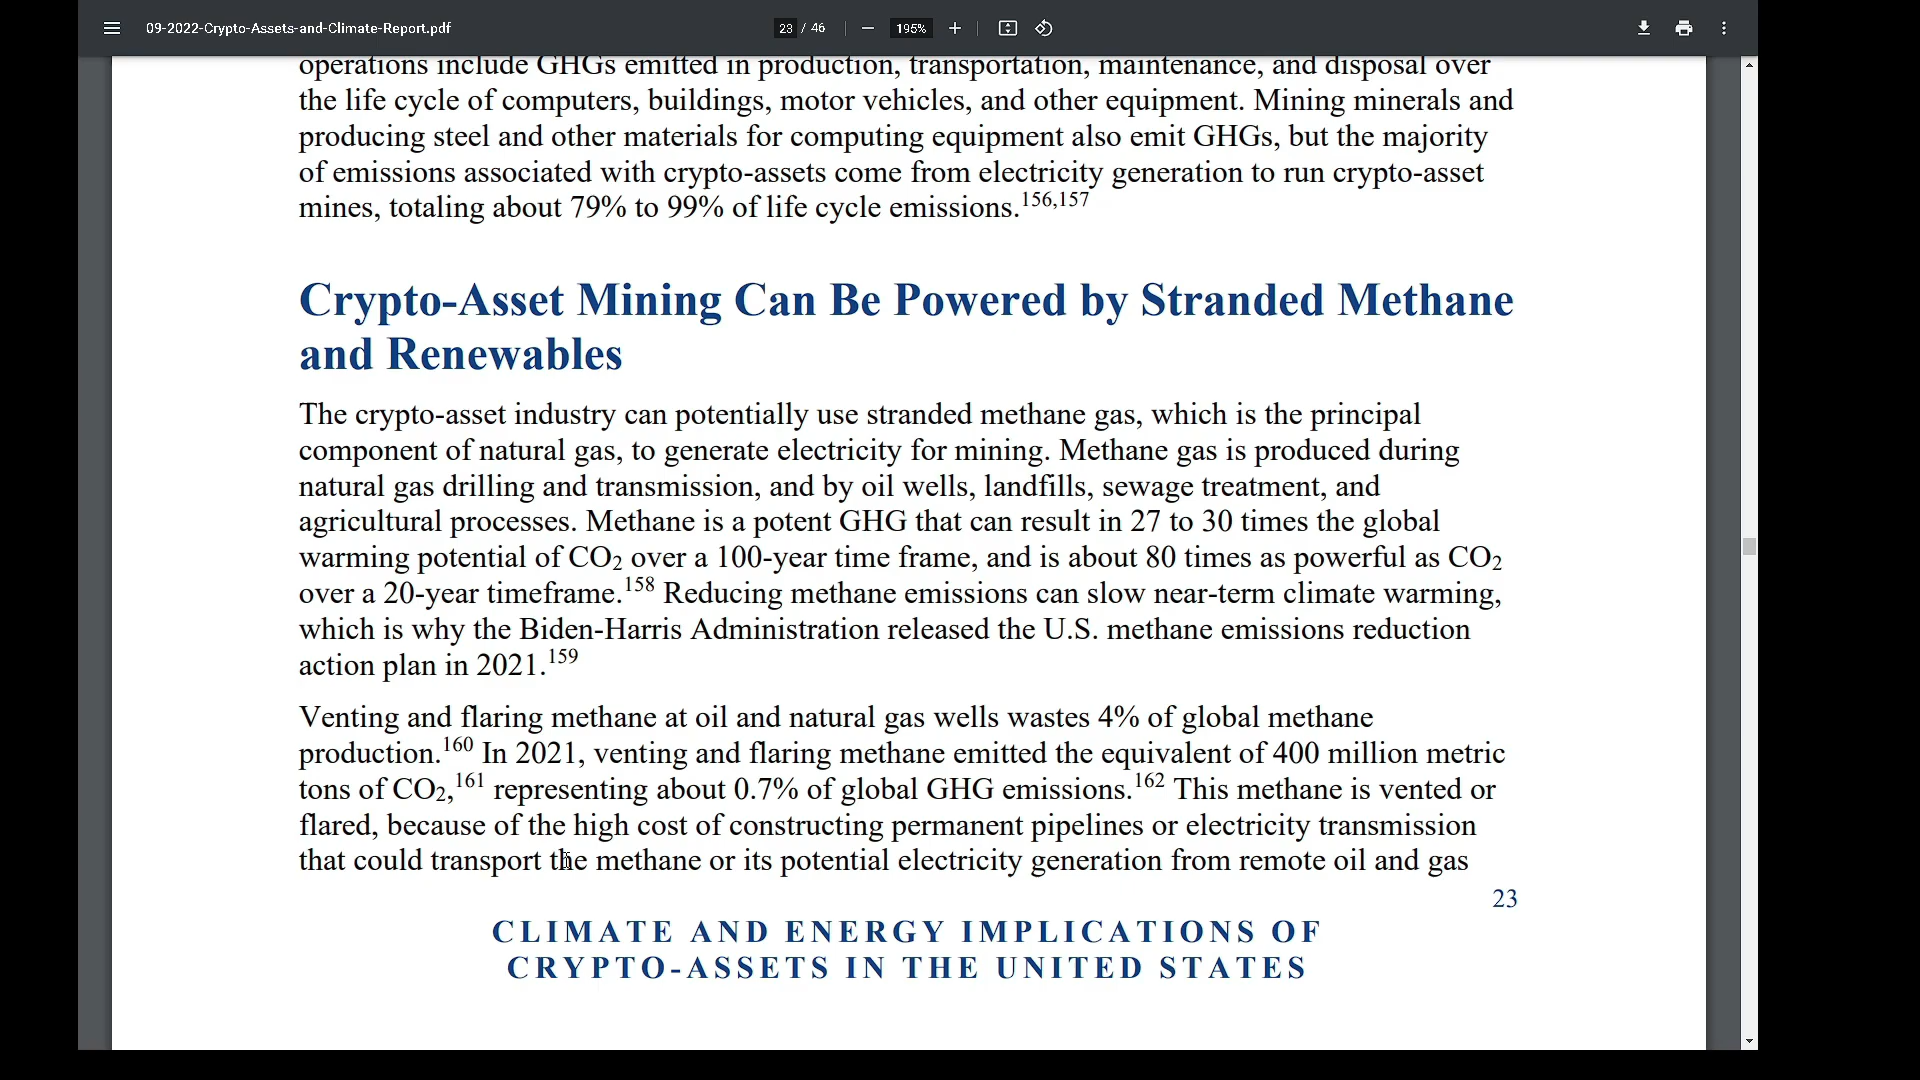 09-2022-Crypto-Assets-and-Climate-Report.pdf
23 / 46
195%
operations include GHGs emitted in production, transportation, maintenance, and disposal over
the life cycle of computers, buildings, motor vehicles, and other equipment. Mining minerals and
producing steel and other materials for computing equipment also emit GHGs, but the majority
of emissions associated with crypto-assets come from electricity generation to run crypto-asset
mines, totaling about 79% to 99% of life cycle emissions.156,157
Crypto-Asset Mining Can Be Powered by Stranded Methane
and Renewables
The crypto-asset industry can potentially use stranded methane gas, which is the principal
component of natural gas, to generate electricity for mining. Methane gas is produced during
natural gas drilling and transmission, and by oil wells, landfills, sewage treatment, and
agricultural processes. Methane is a potent GHG that can result in 27 to 30 times the global
warming potential of CO2 over a 100-year time frame, and is about 80 times as powerful as CO2
over a 20-year timeframe.158 Reducing methane emissions can slow near-term climate warming,
which is why the Biden-Harris Administration released the U.S. methane emissions reduction
action plan in 2021.159
Venting and flaring methane at oil and natural gas wells wastes 4% of global methane
production.160 In 2021, venting and flaring methane emitted the equivalent of 400 million metric
tons of CO2,161 representing about 0.7% of global GHG emissions.162 This methane is vented or
flared, because of the high cost of constructing permanent pipelines or electricity transmission
that could transport the methane or its potential electricity generation from remote oil and gas
23
CLIMATE AND ENERGY IMPLICATIONS OF
CRYPTO-ASSETS IN THE UNITED STATES